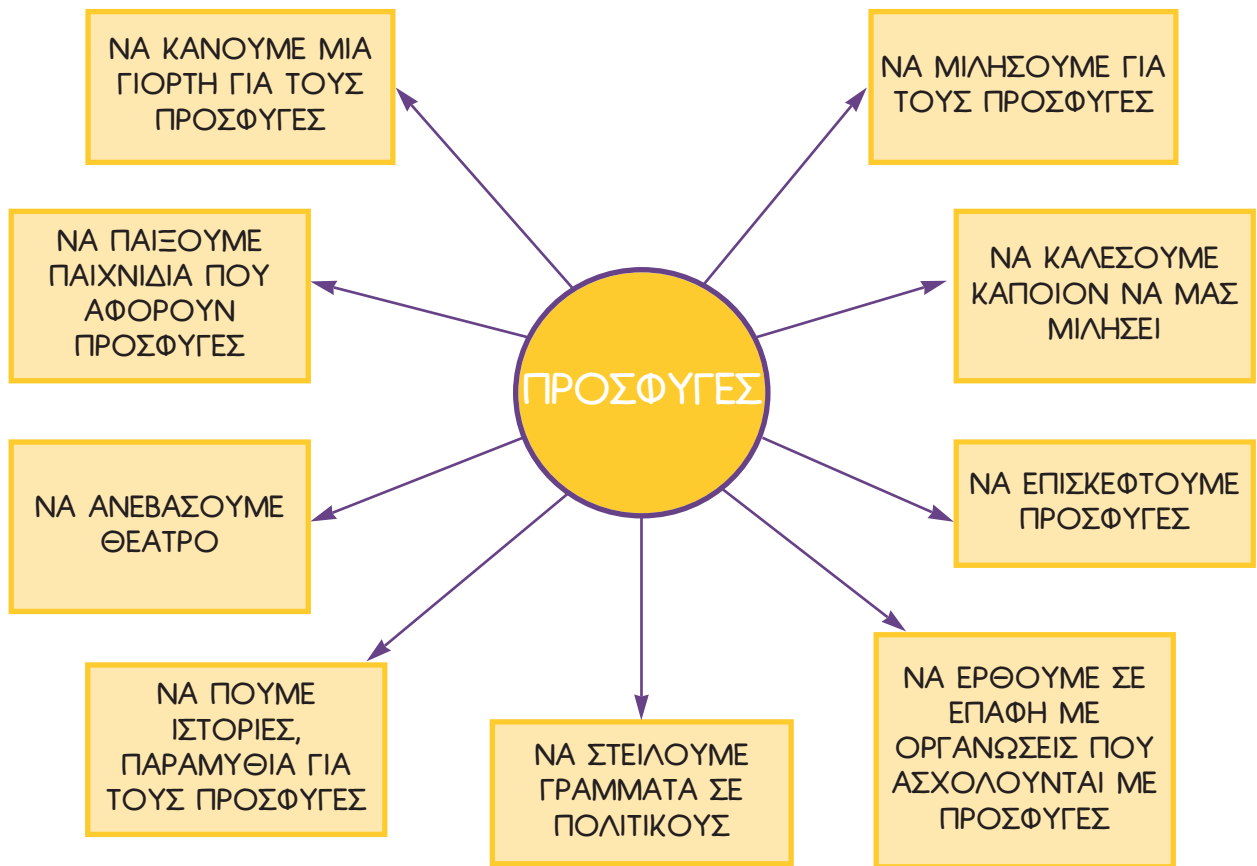 ΝΑ ΚΑΝΟΥΜΕ ΜΙΑ
ΓΙΟΡΤΗ ΓΙΑ ΤΟΥΣ
ΠΡΟΣΦΥΓΕΣ
ΝΑ ΜΙΛΗΣΟΥΜΕ ΓΙΑ
ΤΟΥΣ ΠΡΟΣΦΥΓΕΣ
ΝΑ ΠΑΙΞΟΥΜΕ
ΠΑΙΧΝΙΔΙΑ ΠΟΥ
ΑΦΟΡΟΥΝ
ΠΡΟΣΦΥΓΕΣ
ΝΑ ΚΑΛΕΣΟΥΜΕ
ΚΑΠΟΙΟΝ ΝΑ ΜΑΣ
ΜΙΛΗΣΕΙ
ΠΡΟΣΦΥΓΕΣ
ΝΑ ΑΝΕΒΑΣΟΥΜΕ
ΘΕΑΤΡΟ
ΝΑ ΕΠΙΣΚΕΦΤΟΥΜΕ
ΠΡΟΣΦΥΓΕΣ
ΝΑ ΠΟΥΜΕ
ΙΣΤΟΡΙΕΣ,
ΠΑΡΑΜΥΘΙΑ ΓΙΑ
ΤΟΥΣ ΠΡΟΣΦΥΓΕΣ
ΝΑ ΣΤΕΙΛΟΥΜΕ
ΓΡΑΜΜΑΤΑ ΣΕ
ΠΟΛΙΤΙΚΟΥΣ
ΝΑ ΕΡΘΟΥΜΕ ΣΕ
ΕΠΑΦΗ ΜΕ
ΟΡΓΑΝΩΣΕΙΣ ΠΟΥ
ΑΣΧΟΛΟΥΝΤΑΙ ΜΕ
ΠΡΟΣΦΥΓΕΣ